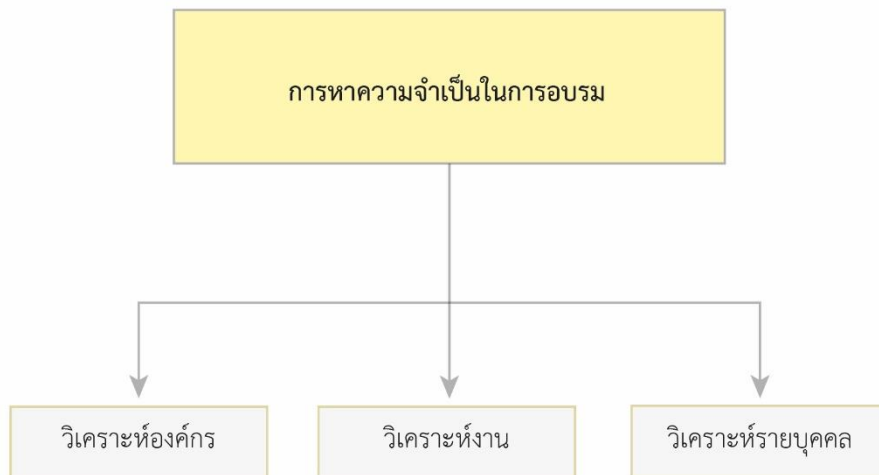 การหาความจำเป็นในการอบรม
วิเคราะห์องค์กร
วิเคราะห์งาน
วิเคราะห์รายบุคคล